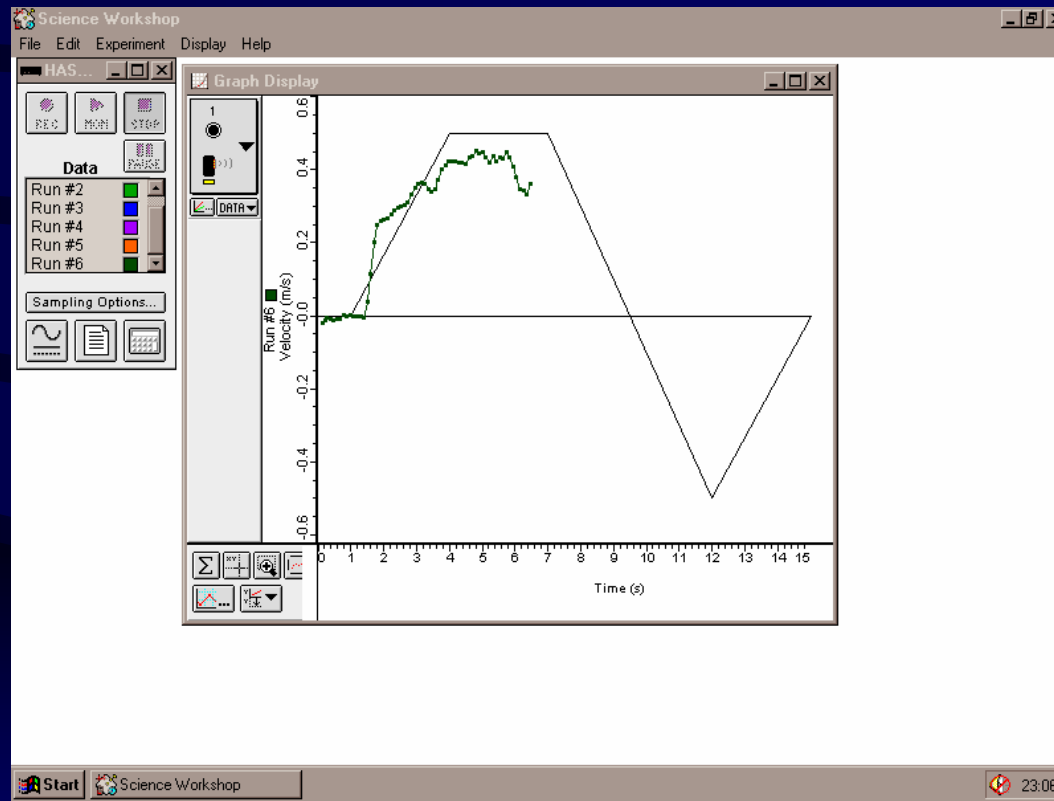 Science Workshop
File Edit Experiment Display Help
HAS...
REC MON STOP
PAUSE
Data
Run #2
Run #3
Run #4
Run #5
Run #6
Sampling Options...
Graph Display
1
DATA
Run #6
Velocity (m/s)
0.6
0.4
0.2
-0.0
-0.2
-0.4
-0.6
0 1 2 3 4 5 6 7 8 9 10 11 12 13 14 15
Time (s)
Start Science Workshop